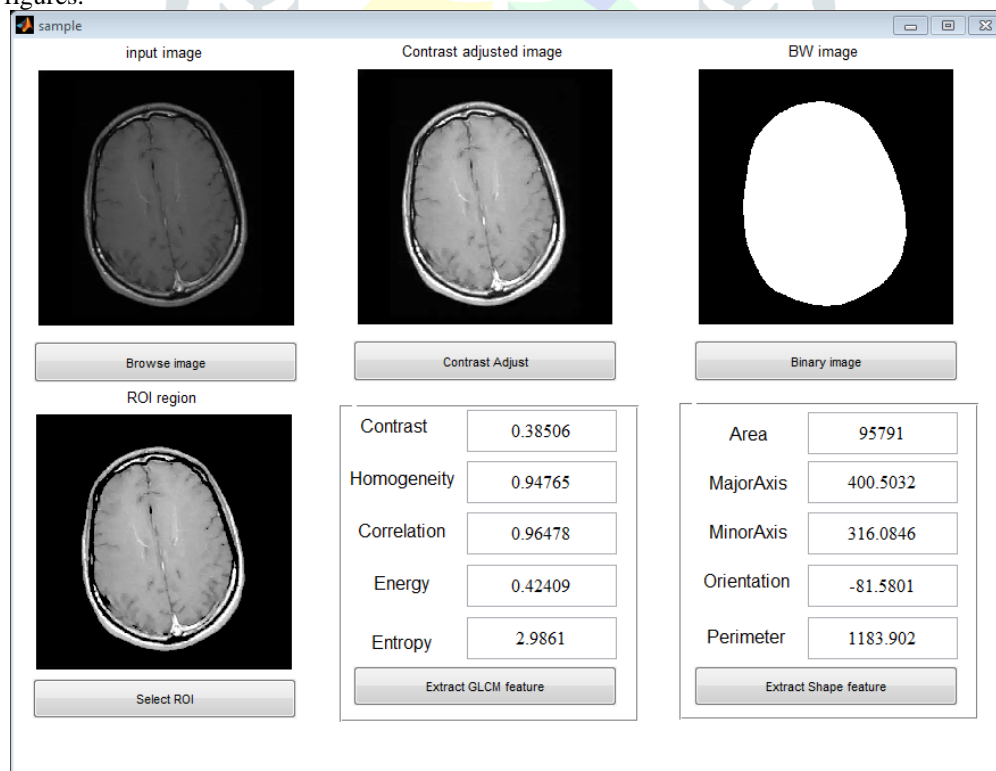 figures.
sample
input image
Contrast adjusted image
BW image
Browse image
Contrast Adjust
Binary image
ROI region
Select ROI
Contrast 0.38506
Homogeneity 0.94765
Correlation 0.96478
Energy 0.42409
Entropy 2.9861
Extract GLCM feature
Area 95791
MajorAxis 400.5032
MinorAxis 316.0846
Orientation -81.5801
Perimeter 1183.902
Extract Shape feature